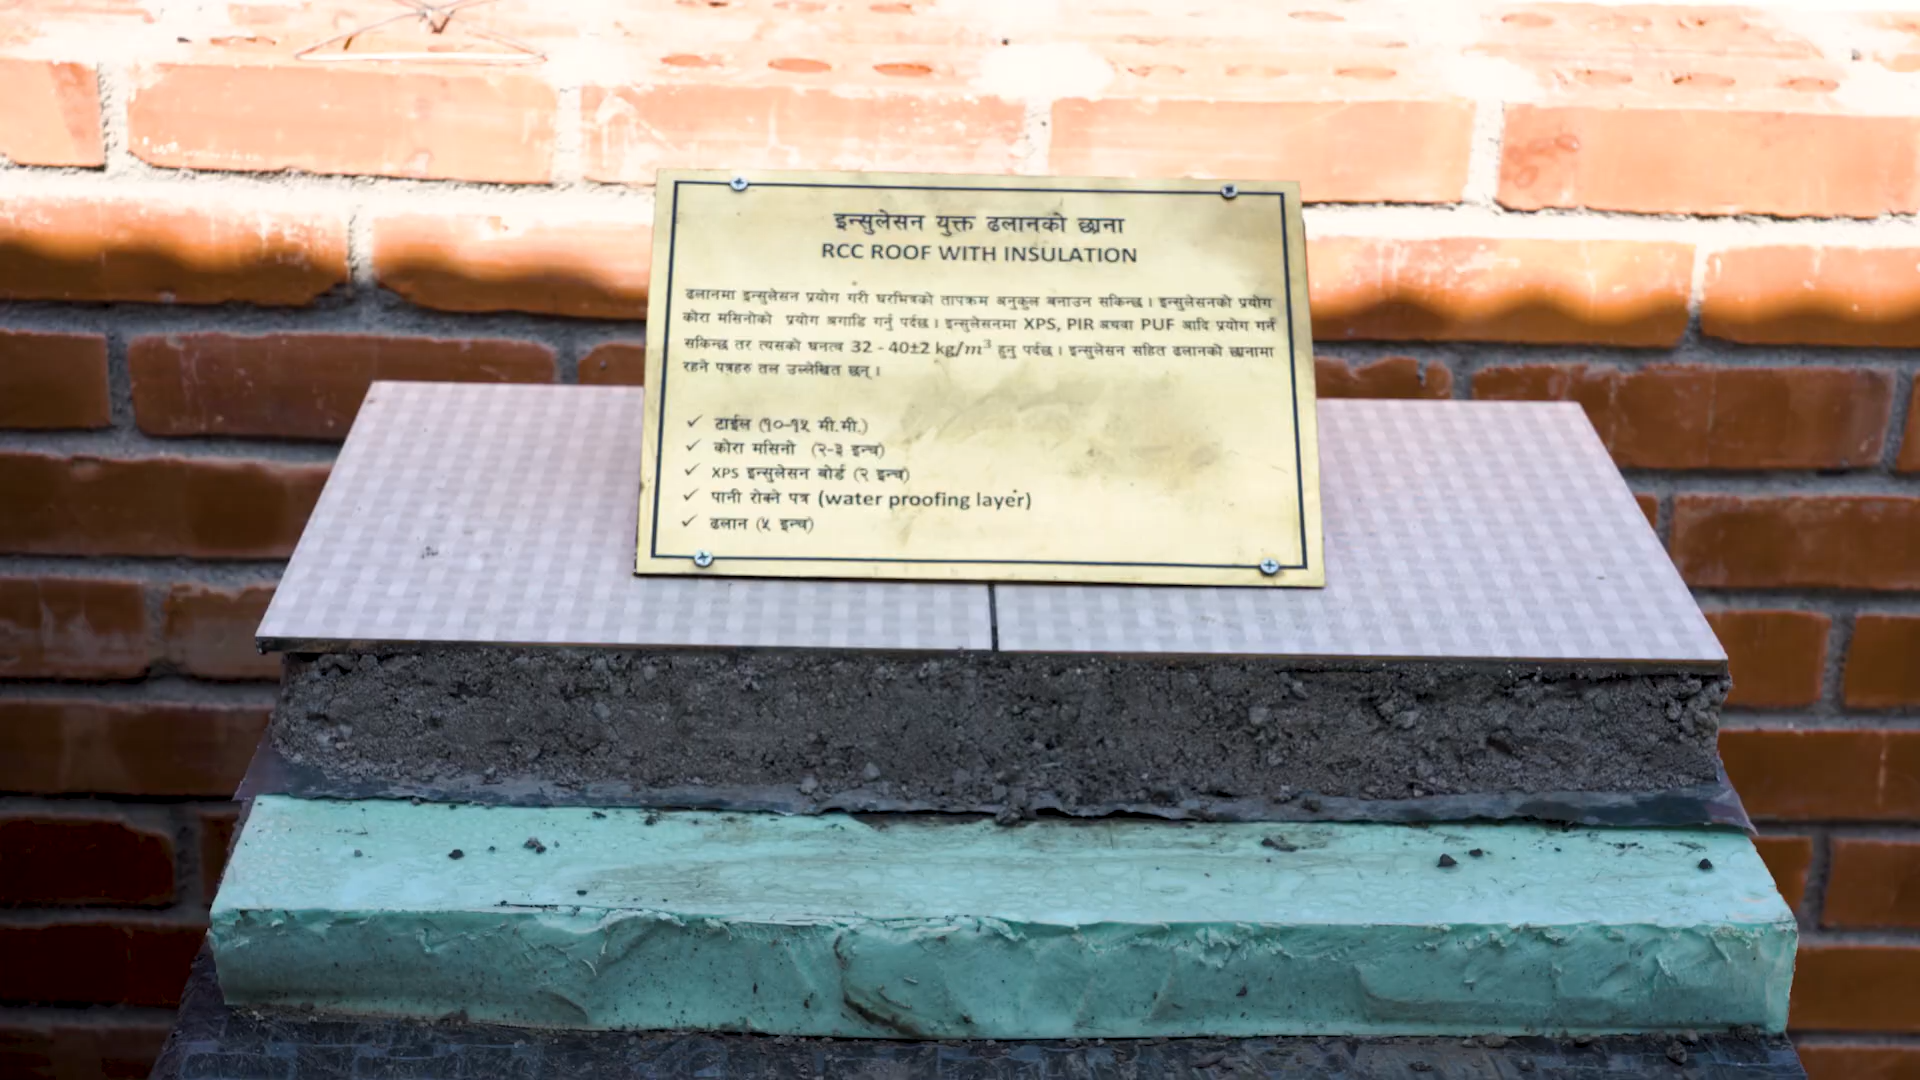 इन्सुलेसन युक्त ढलानको छाना
RCC ROOF WITH INSULATION
ढलानमा इन्सुलेसन प्रयोग गरी घरभित्रको तापक्रम अनुकुल बनाउन सकिन्छ । इन्सुलेसनको प्रयोग
कोरा मसिनोको प्रयोग अगाडि गर्नु पर्दछ । इन्सुलेसनमा XPS, PIR अथवा PUF आदि प्रयोग गर्न
सकिन्छ तर त्यसको घनत्व 32 - 40±2 kg/m³ हुनु पर्दछ । इन्सुलेसन सहित ढलानको छानामा
रहने पत्रहरु तल उल्लेखित छन् ।
✓ टाईल (१०-१५ मी.मी.)
✓ कोरा मसिनो (२-३ इन्च)
✓ XPS इन्सुलेसन बोर्ड (२ इन्च)
✓ पानी रोक्ने पत्र (water proofing layer)
✓ ढलान (५ इन्च)